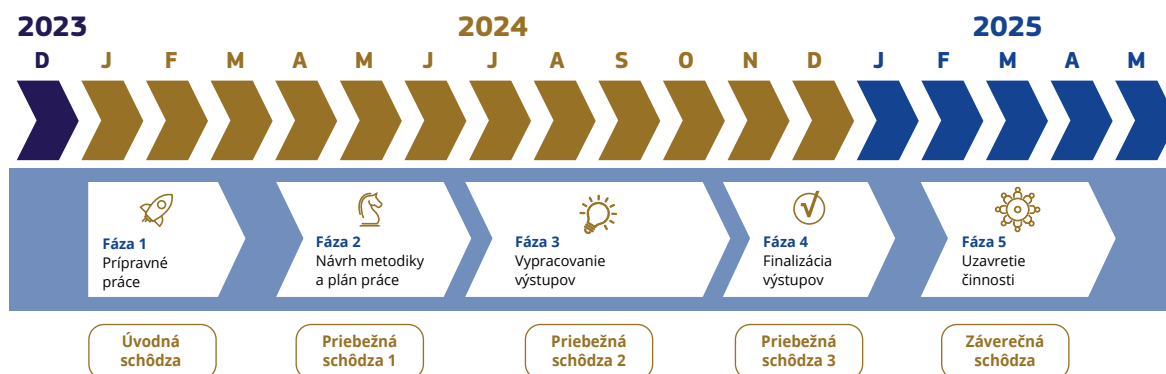 2023 2024 2025
D J F M A M J J A S O N D J F M A M
Fáza 1
Prípravné
práce
Fáza 2
Návrh metodiky
a plán práce
Fáza 3
Vypracovanie
výstupov
Fáza 4
Finalizácia
výstupov
Fáza 5
Uzavretie
činnosti
Úvodná
schôdza
Priebežná
schôdza 1
Priebežná
schôdza 2
Priebežná
schôdza 3
Záverečná
schôdza